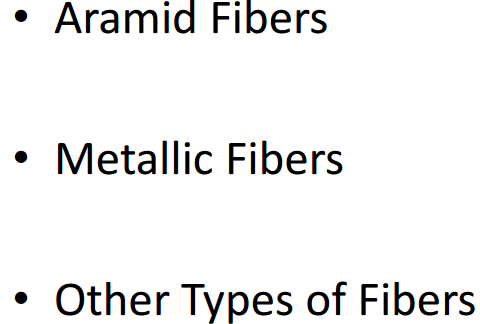 • Aramid Fibers
• Metallic Fibers
• Other Types of Fibers